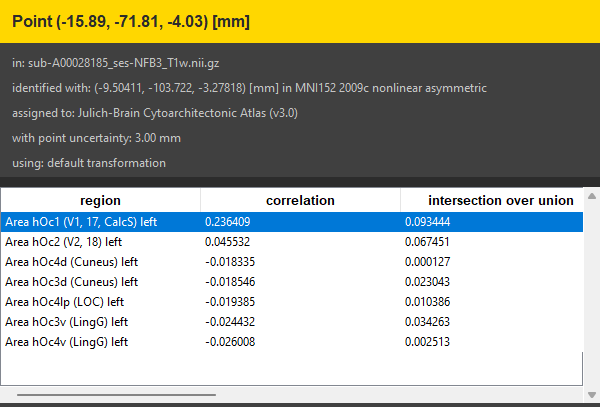 Point (-15.89, -71.81, -4.03) [mm]
in: sub-A00028185_ses-NFB3_T1w.nii.gz
identified with: (-9.50411, -103.722, -3.27818) [mm] in MNI152 2009c nonlinear asymmetric
assigned to: Julich-Brain Cytoarchitectonic Atlas (v3.0)
with point uncertainty: 3.00 mm
using: default transformation
region correlation intersection over union
Area hOc1 (V1, 17, CalcS) left 0.236409 0.093444
Area hOc2 (V2, 18) left 0.045532 0.067451
Area hOc4d (Cuneus) left -0.018335 0.000127
Area hOc3d (Cuneus) left -0.018546 0.023043
Area hOc4lp (LOC) left -0.019385 0.010386
Area hOc3v (LingG) left -0.024432 0.034263
Area hOc4v (LingG) left -0.026008 0.002513